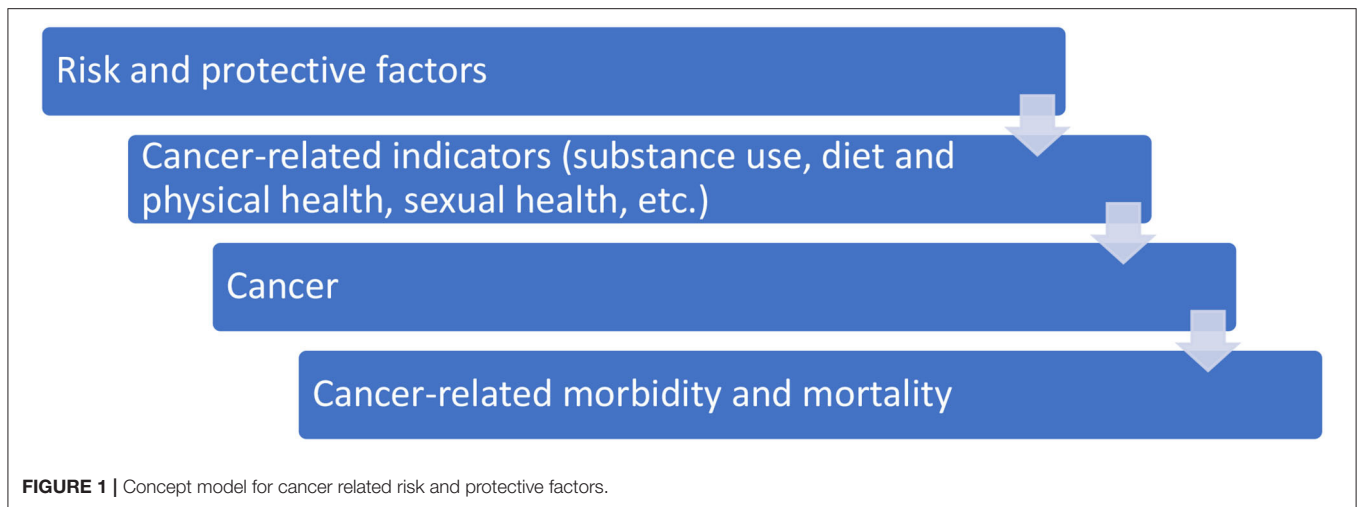 Risk and protective factors
Cancer-related indicators (substance use, diet and
physical health, sexual health, etc.)
Cancer
Cancer-related morbidity and mortality
FIGURE 1 | Concept model for cancer related risk and protective factors.